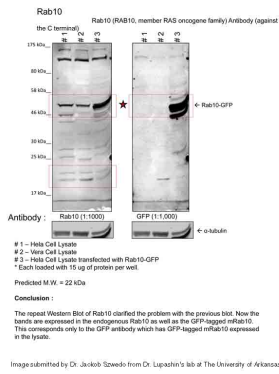 Rab10
Rab10 (RAB10, member RAS oncogene family) Antibody (against
the C terminal)
# 1
# 2
# 3
# 1
# 2
# 3
175 kDa
80 kDa
58 kDa
46 kDa
30 kDa
25 kDa
17 kDa
← Rab10-GFP
Antibody :
Rab10 (1:1000)
GFP (1:1,000)
← α-tubulin
# 1 – Hela Cell Lysate
# 2 – Vera Cell Lysate
# 3 – Hela Cell Lysate transfected with Rab10-GFP
* Each loaded with 15 ug of protein per well.
Predicted M.W. = 22 kDa
Conclusion :
The repeat Western Blot of Rab10 clarified the problem with the previous blot. Now the
bands are expressed in the endogenous Rab10 as well as the GFP-tagged mRab10.
This corresponds only to the GFP antibody which has GFP-tagged mRab10 expressed
in the lysate.
Image submitted by Dr. Jackob Szwedo from Dr. Lupashin's lab at The University of Arkansas